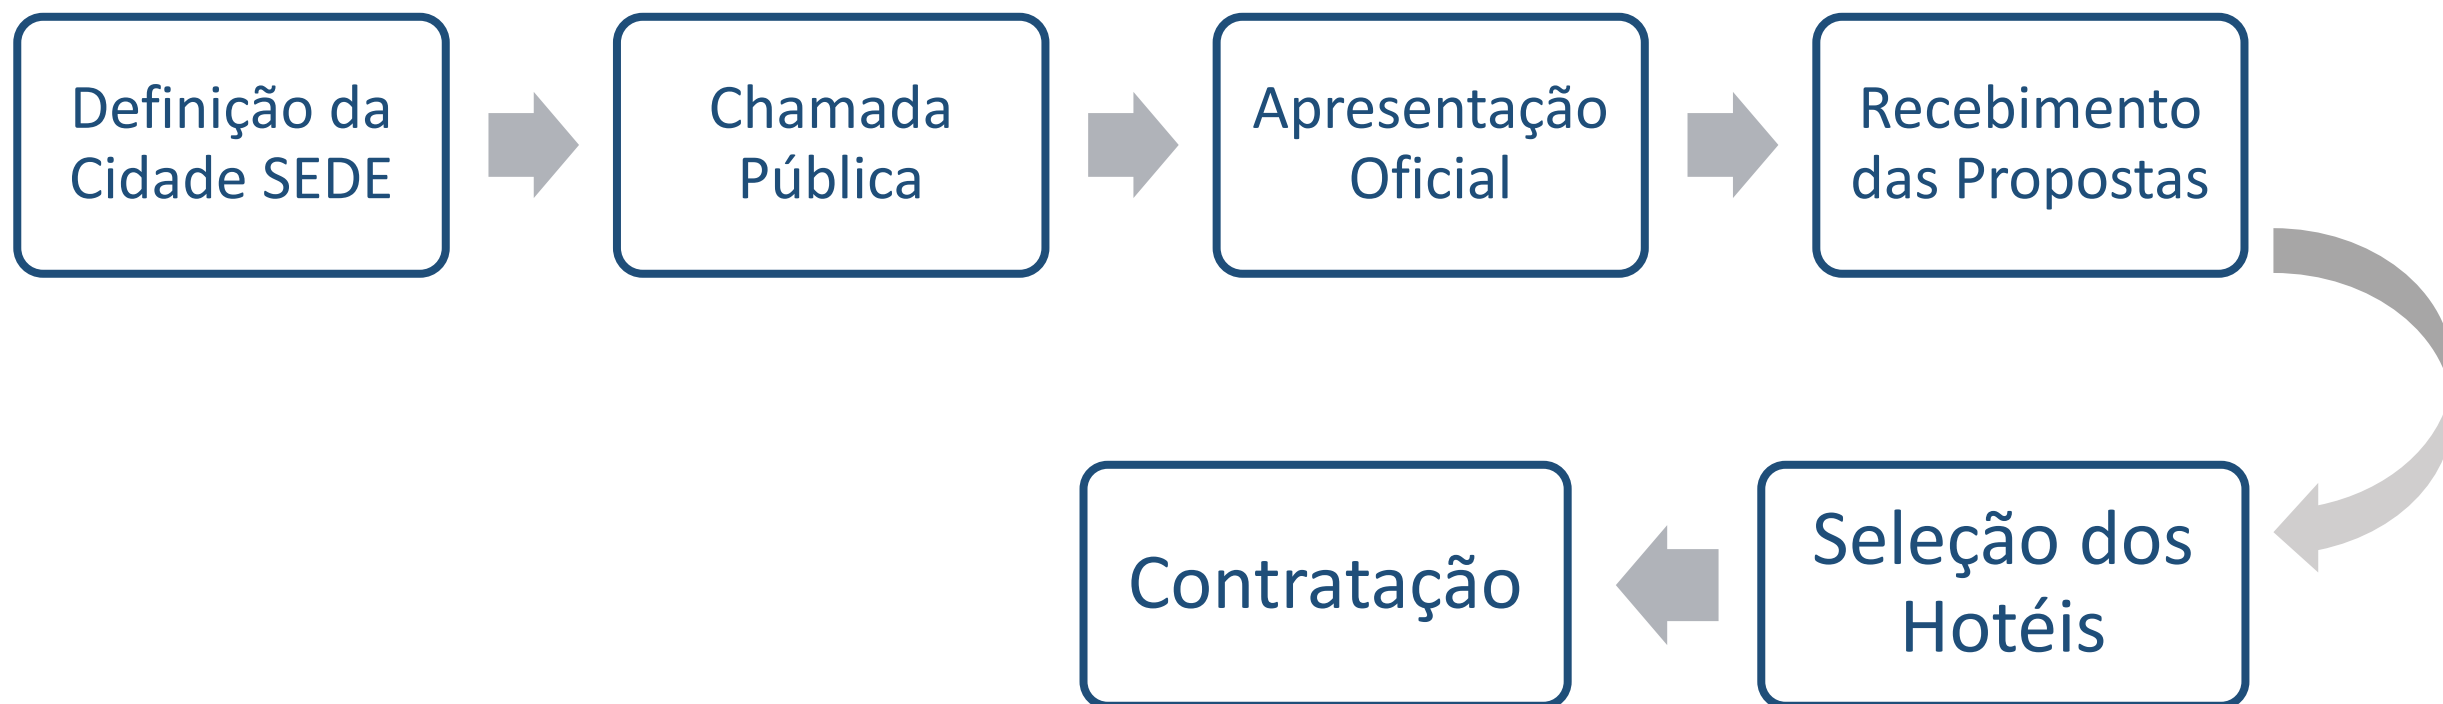 Definição da
Cidade SEDE
Chamada
Pública
Apresentação
Oficial
Recebimento
das Propostas
Seleção dos
Hotéis
Contratação